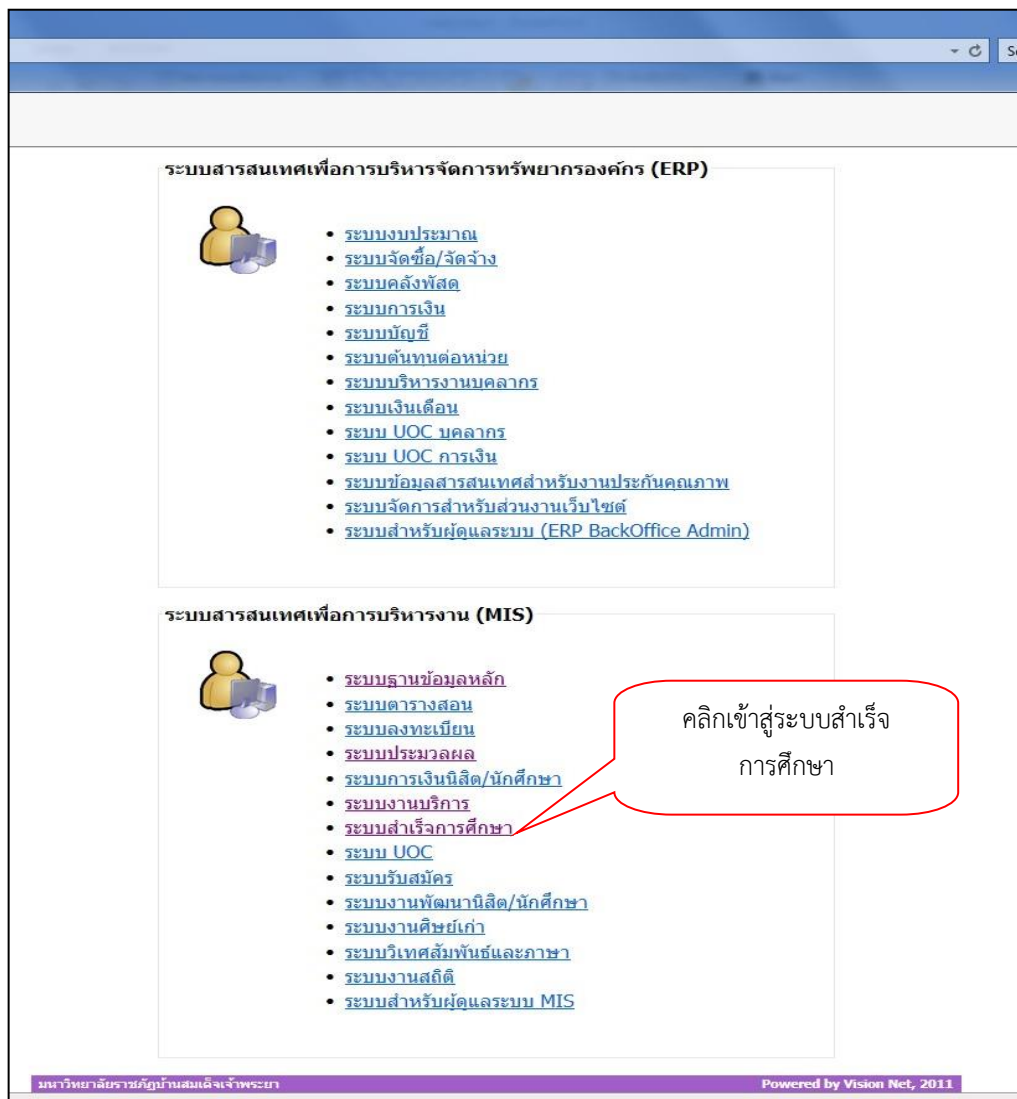 Se
ระบบสารสนเทศเพื่อการบริหารจัดการทรัพยากรองค์กร (ERP)
• ระบบงบประมาณ
• ระบบจัดซื้อ/จัดจ้าง
• ระบบคลังพัสดุ
• ระบบการเงิน
• ระบบบัญชี
• ระบบต้นทุนต่อหน่วย
• ระบบบริหารงานบุคลากร
• ระบบเงินเดือน
• ระบบ UOC บุคลากร
• ระบบ UOC การเงิน
• ระบบข้อมูลสารสนเทศสำหรับงานประกันคุณภาพ
• ระบบจัดการสำหรับส่วนงานเว็บไซต์
• ระบบสำหรับผู้ดูแลระบบ (ERP BackOffice Admin)
ระบบสารสนเทศเพื่อการบริหารงาน (MIS)
• ระบบฐานข้อมูลหลัก
• ระบบตารางสอน
• ระบบลงทะเบียน
• ระบบประมวลผล
• ระบบการเงินนิสิต/นักศึกษา
• ระบบงานบริการ
• ระบบสำเร็จการศึกษา
• ระบบ UOC
• ระบบรับสมัคร
• ระบบงานพัฒนานิสิต/นักศึกษา
• ระบบงานศิษย์เก่า
• ระบบวิเทศสัมพันธ์และภาษา
• ระบบงานสถิติ
• ระบบสำหรับผู้ดูแลระบบ MIS
คลิกเข้าสู่ระบบสำเร็จ
การศึกษา
มหาวิทยาลัยราชภัฏบ้านสมเด็จเจ้าพระยา
Powered by Vision Net, 2011